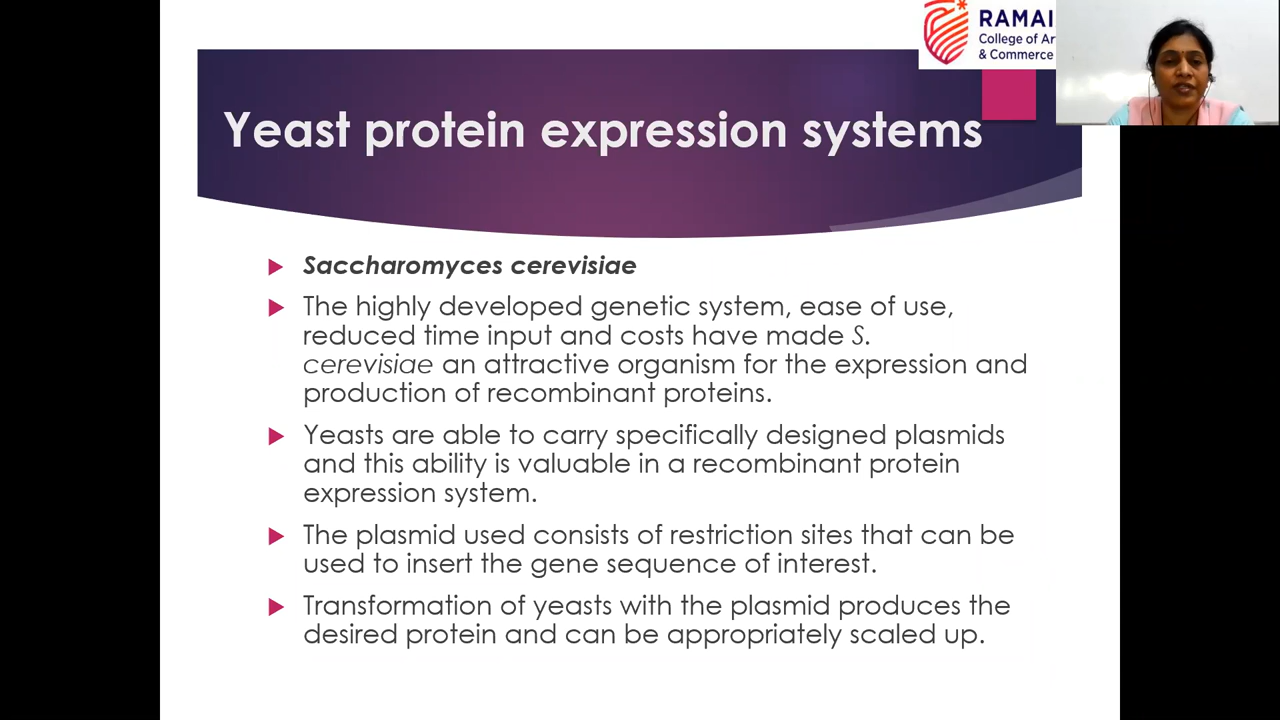 RAMAI
College of Ar
& Commerce
Yeast protein expression systems
Saccharomyces cerevisiae
The highly developed genetic system, ease of use,
reduced time input and costs have made S.
cerevisiae an attractive organism for the expression and
production of recombinant proteins.
Yeasts are able to carry specifically designed plasmids
and this ability is valuable in a recombinant protein
expression system.
The plasmid used consists of restriction sites that can be
used to insert the gene sequence of interest.
Transformation of yeasts with the plasmid produces the
desired protein and can be appropriately scaled up.